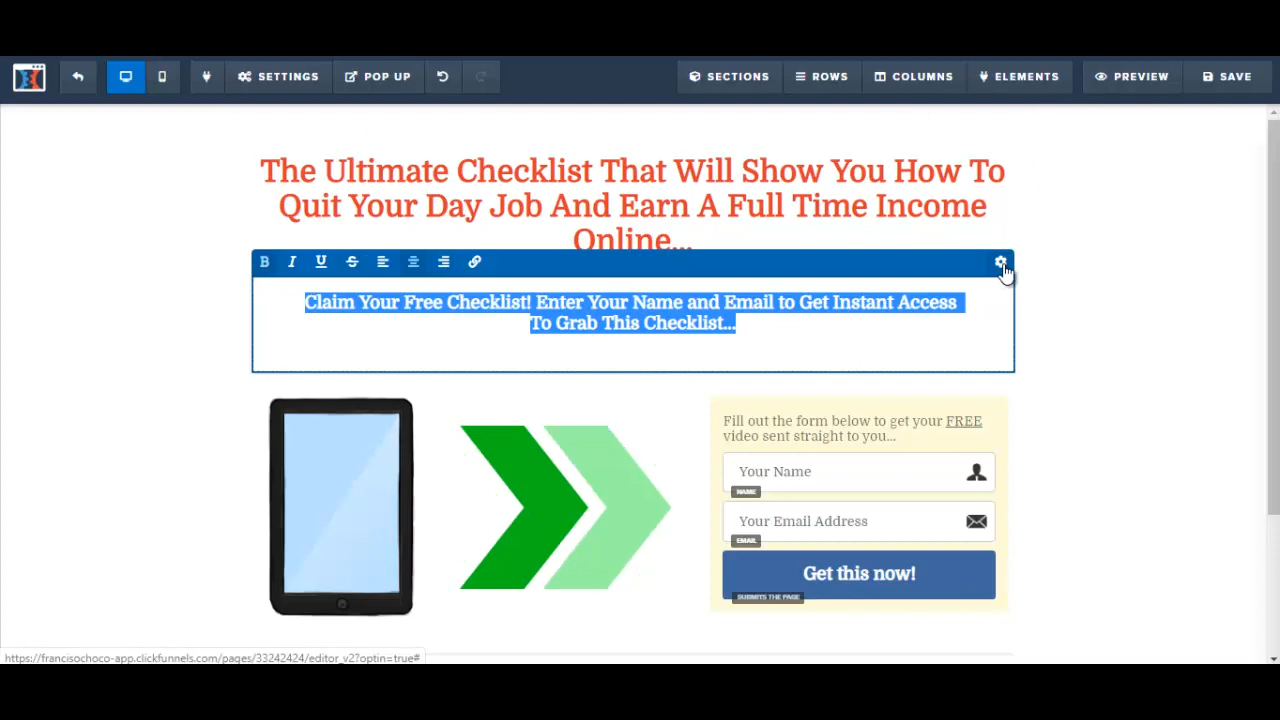 SETTINGS
POP UP
SECTIONS
ROWS
COLUMNS
ELEMENTS
PREVIEW
SAVE
The Ultimate Checklist That Will Show You How To
Quit Your Day Job And Earn A Full Time Income
Online...
B I U S
Claim Your Free Checklist! Enter Your Name and Email to Get Instant Access
To Grab This Checklist...
Fill out the form below to get your FREE
video sent straight to you...
Your Name
NAME
Your Email Address
EMAIL
Get this now!
SUBMITS THE PAGE
https://francisochoco-app.clickfunnels.com/pages/33242424/editor_v2?optin=true#